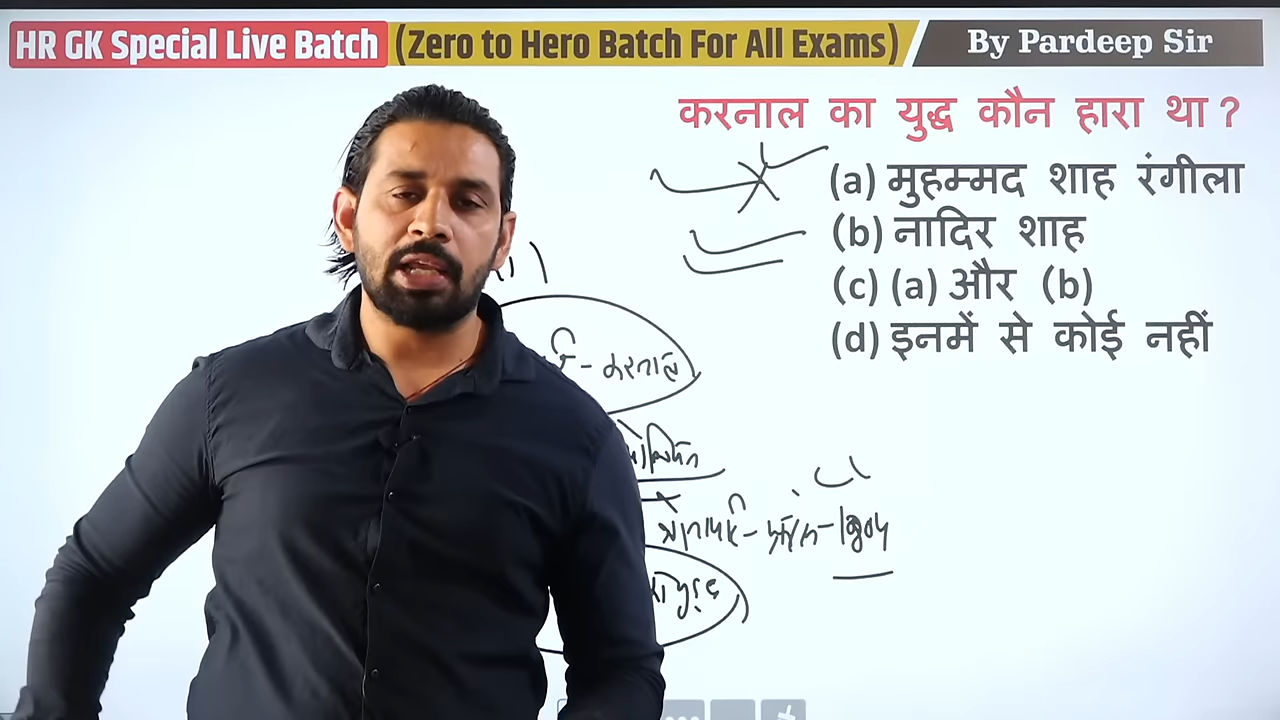 HR GK Special Live Batch (Zero to Hero Batch For All Exams) By Pardeep Sir
करनाल का युद्ध कौन हारा था ?
(a) मुहम्मद शाह रंगीला
(b) नादिर शाह
(c) (a) और (b)
(d) इनमें से कोई नहीं
- करनाल